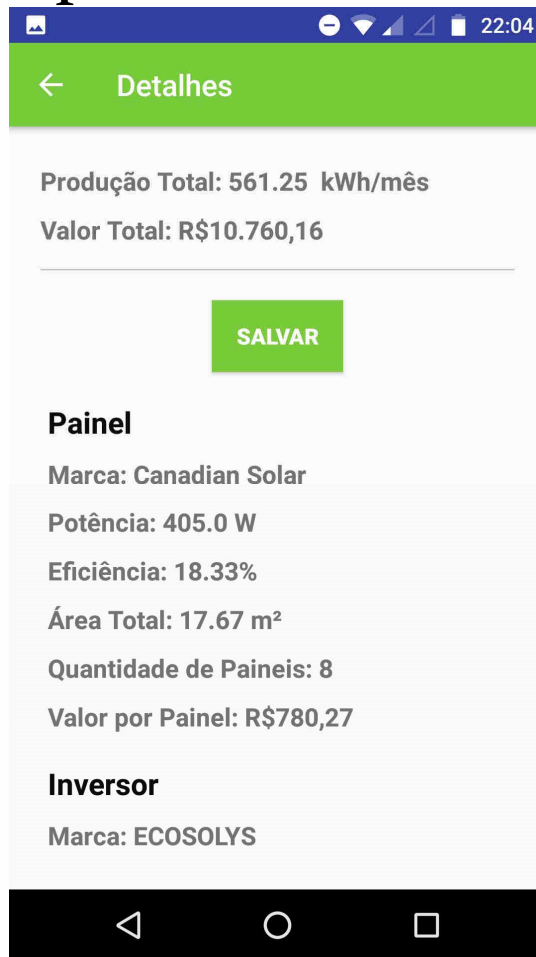 22:04
Detalhes
Produção Total: 561.25 kWh/mês
Valor Total: R$10.760,16
SALVAR
Painel
Marca: Canadian Solar
Potência: 405.0 W
Eficiência: 18.33%
Área Total: 17.67 m²
Quantidade de Paineis: 8
Valor por Painel: R$780,27
Inversor
Marca: ECOSOLYS